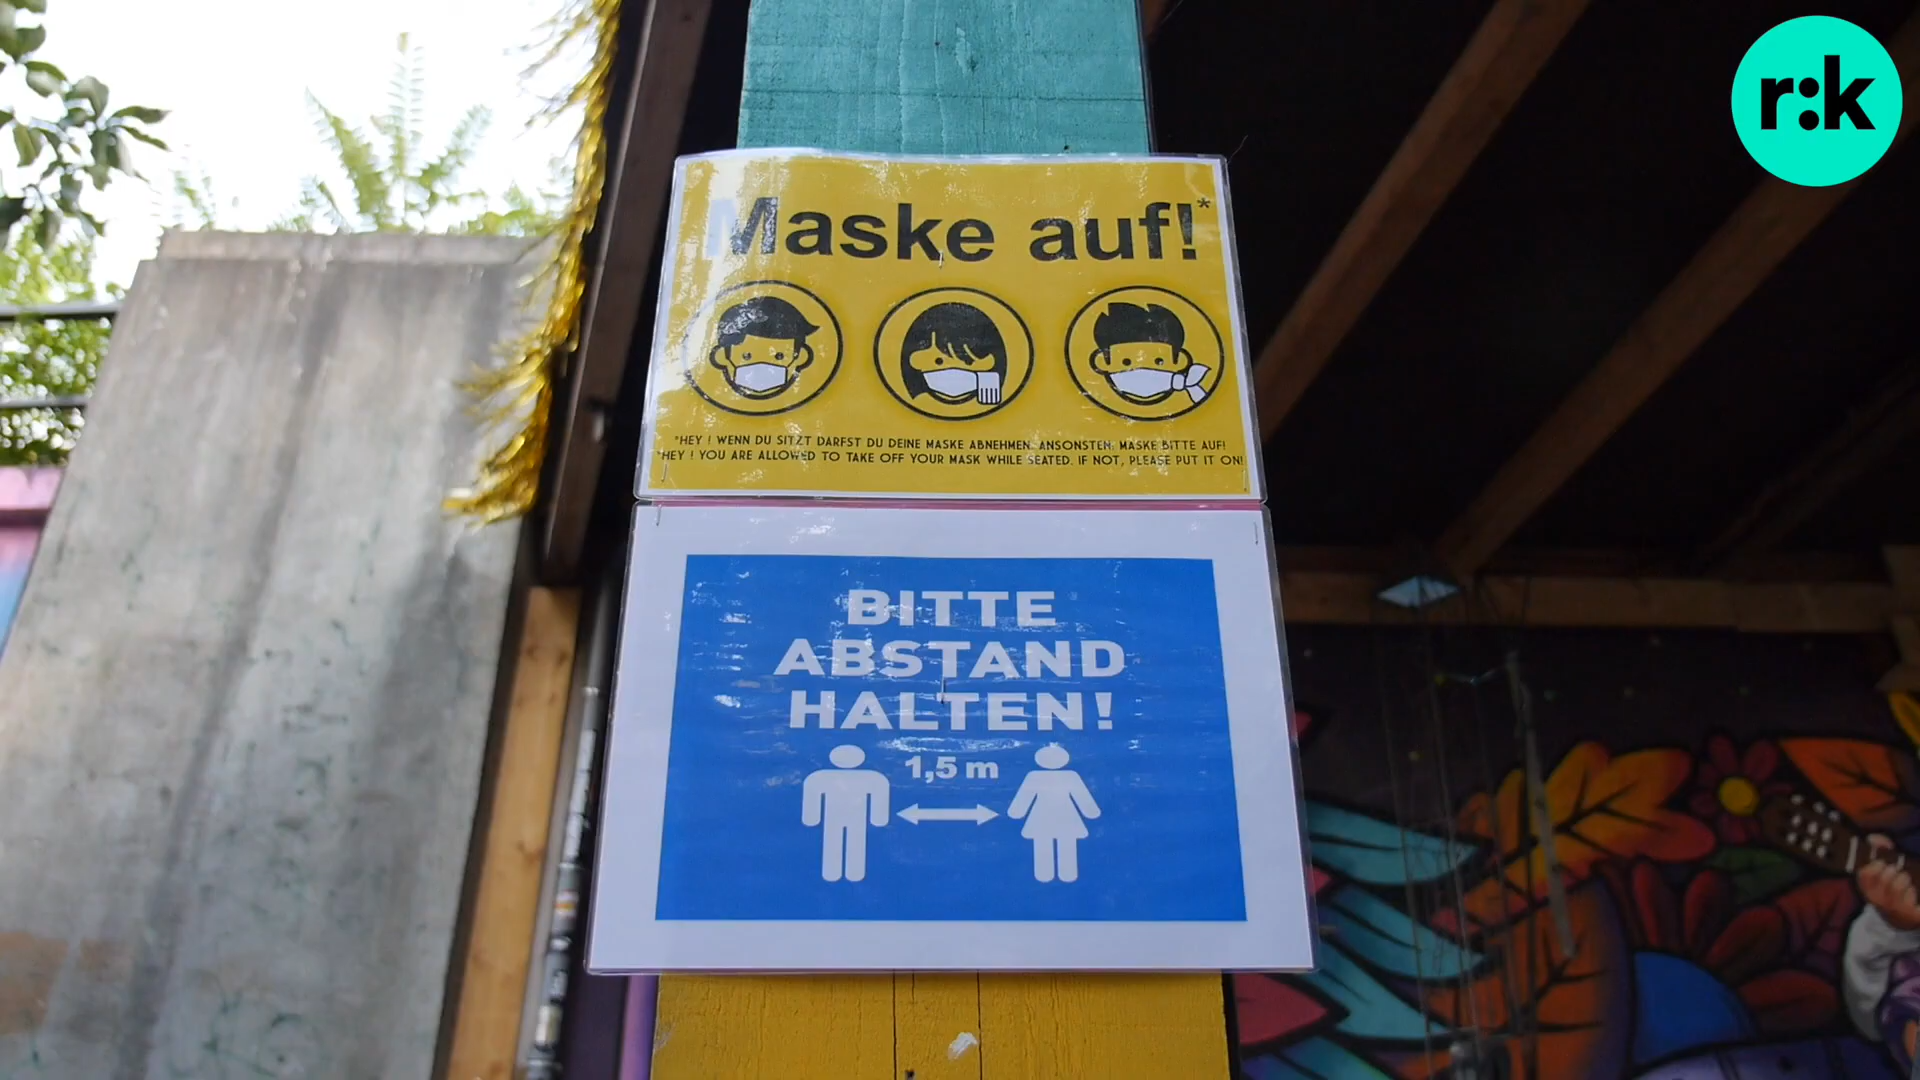 r:k
Maske auf!*
*HEY ! WENN DU SITZT DARFST DU DEINE MASKE ABNEHMEN. ANSONSTEN: MASKE BITTE AUF!
*HEY ! YOU ARE ALLOWED TO TAKE OFF YOUR MASK WHILE SEATED. IF NOT, PLEASE PUT IT ON!
BITTE
ABSTAND
HALTEN!
1,5 m